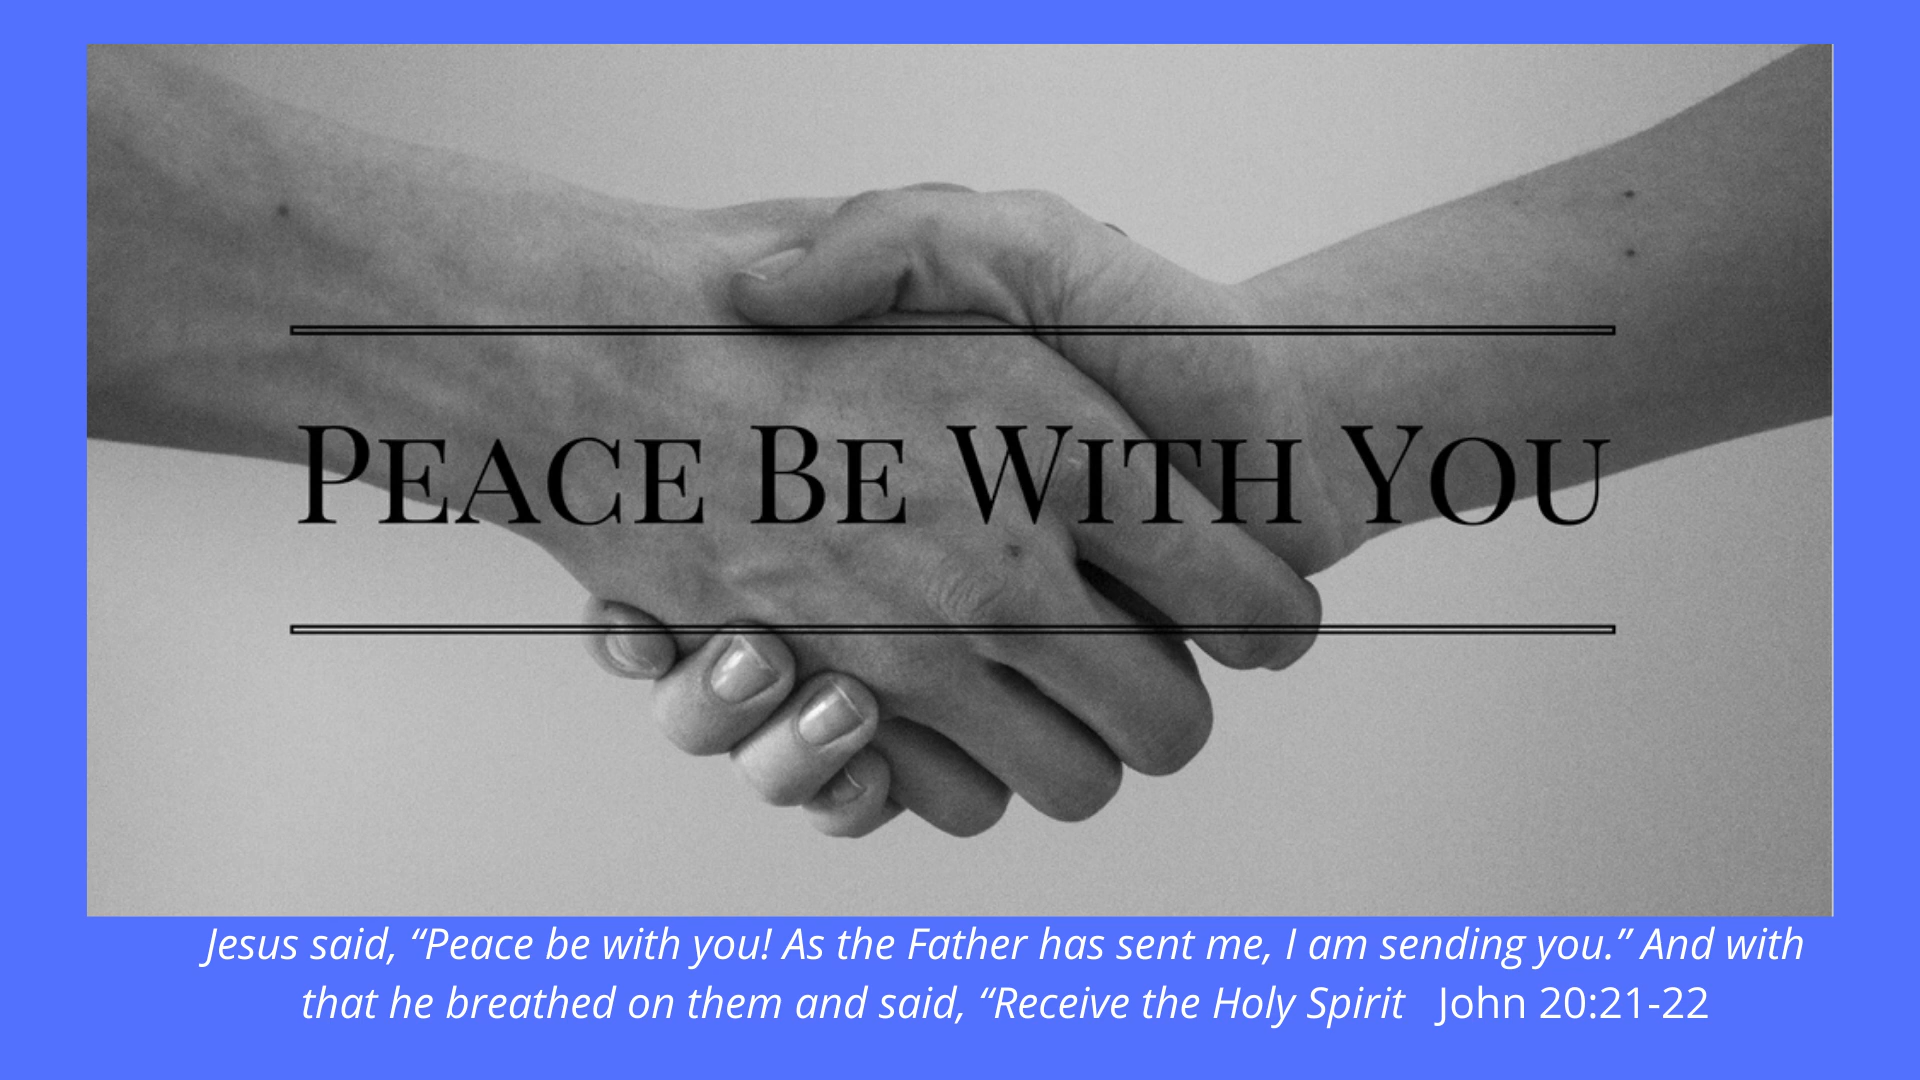 Peace Be With You
Jesus said, “Peace be with you! As the Father has sent me, I am sending you.” And with
that he breathed on them and said, “Receive the Holy Spirit   John 20:21-22